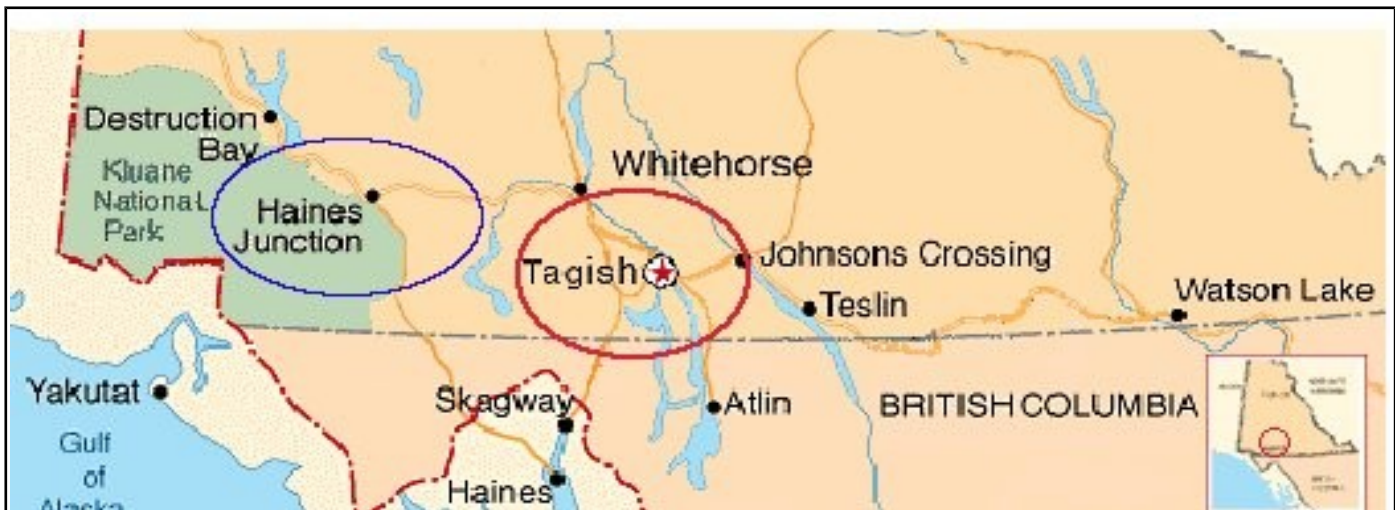 Destruction
Bay
Kluane
National
Park
Haines
Junction
Whitehorse
Tagish
Johnsons Crossing
Teslin
Watson Lake
Yakutat
Skagway
Atlin
BRITISH COLUMBIA
Gulf
of
Alaska
Haines